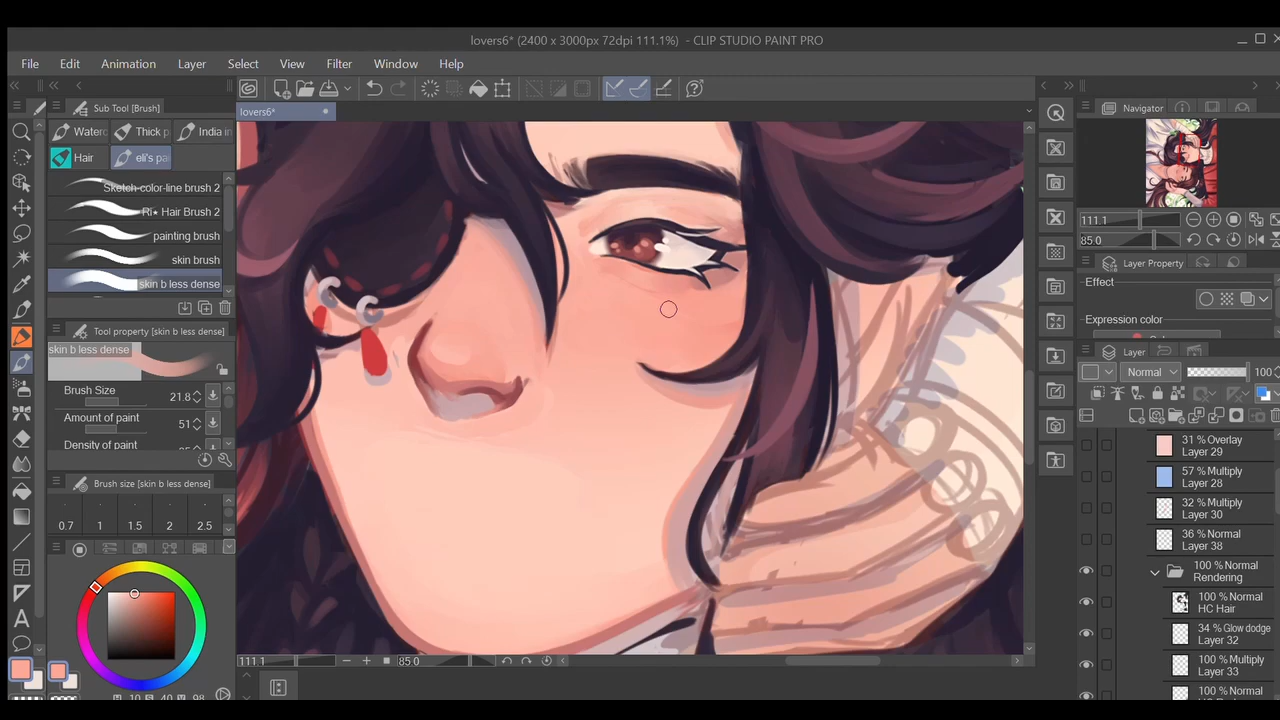 lovers6* (2400 x 3000px 72dpi 111.1%) - CLIP STUDIO PAINT PRO
File Edit Animation Layer Select View Filter Window Help
Sub Tool [Brush]
lovers6*
Navigator
Thick p
India in
Hair
eli's pa
Sketch-color-line brush 2
Ri★ Hair Brush 2
painting brush
skin brush
skin b less dense
111.1
85.0
Layer Property
Effect
Expression color
Tool property [skin b less dense]
skin b less dense
Brush Size 21.8
Amount of paint 51
Density of paint
Layer
Normal 100
Brush size [skin b less dense]
0.7 1 1.5 2 2.5
31 % Overlay
Layer 29
57 % Multiply
Layer 28
32 % Multiply
Layer 30
36 % Normal
Layer 38
100 % Normal
Rendering
100 % Normal
HC Hair
34 % Glow dodge
Layer 32
100 % Multiply
Layer 33
100 % Normal
111.1
85.0